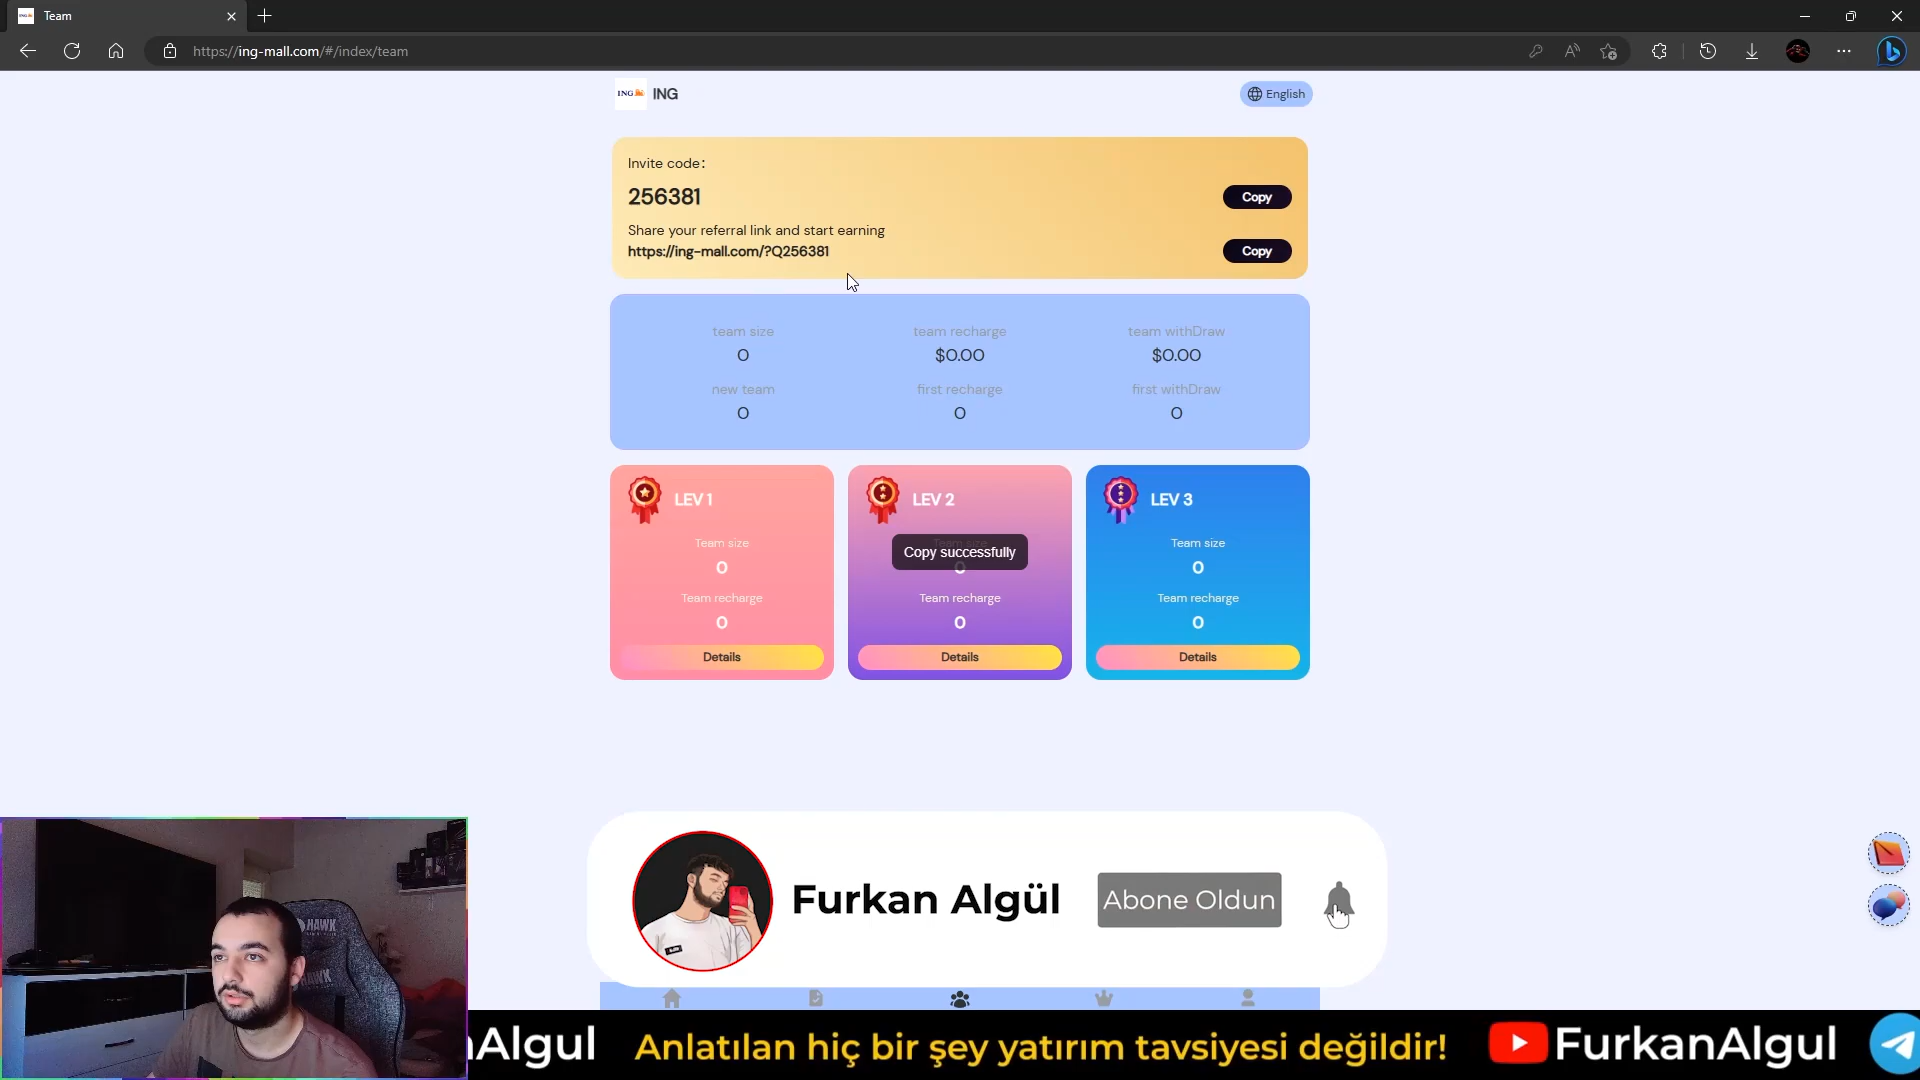 Team
https://ing-mall.com/#/index/team
ING ING
English
Invite code:
256381
Copy
Share your referral link and start earning
https://ing-mall.com/?Q256381
Copy
team size
team recharge
team withDraw
0
$0.00
$0.00
new team
first recharge
first withDraw
0
0
0
LEV 1
Team size
0
Team recharge
0
Details
LEV 2
Copy successfully
0
Team recharge
0
Details
LEV 3
Team size
0
Team recharge
0
Details
Furkan Algül
Abone Oldun
HAWK
HAWK
Algul
Anlatılan hiç bir şey yatırım tavsiyesi değildir!
FurkanAlgul